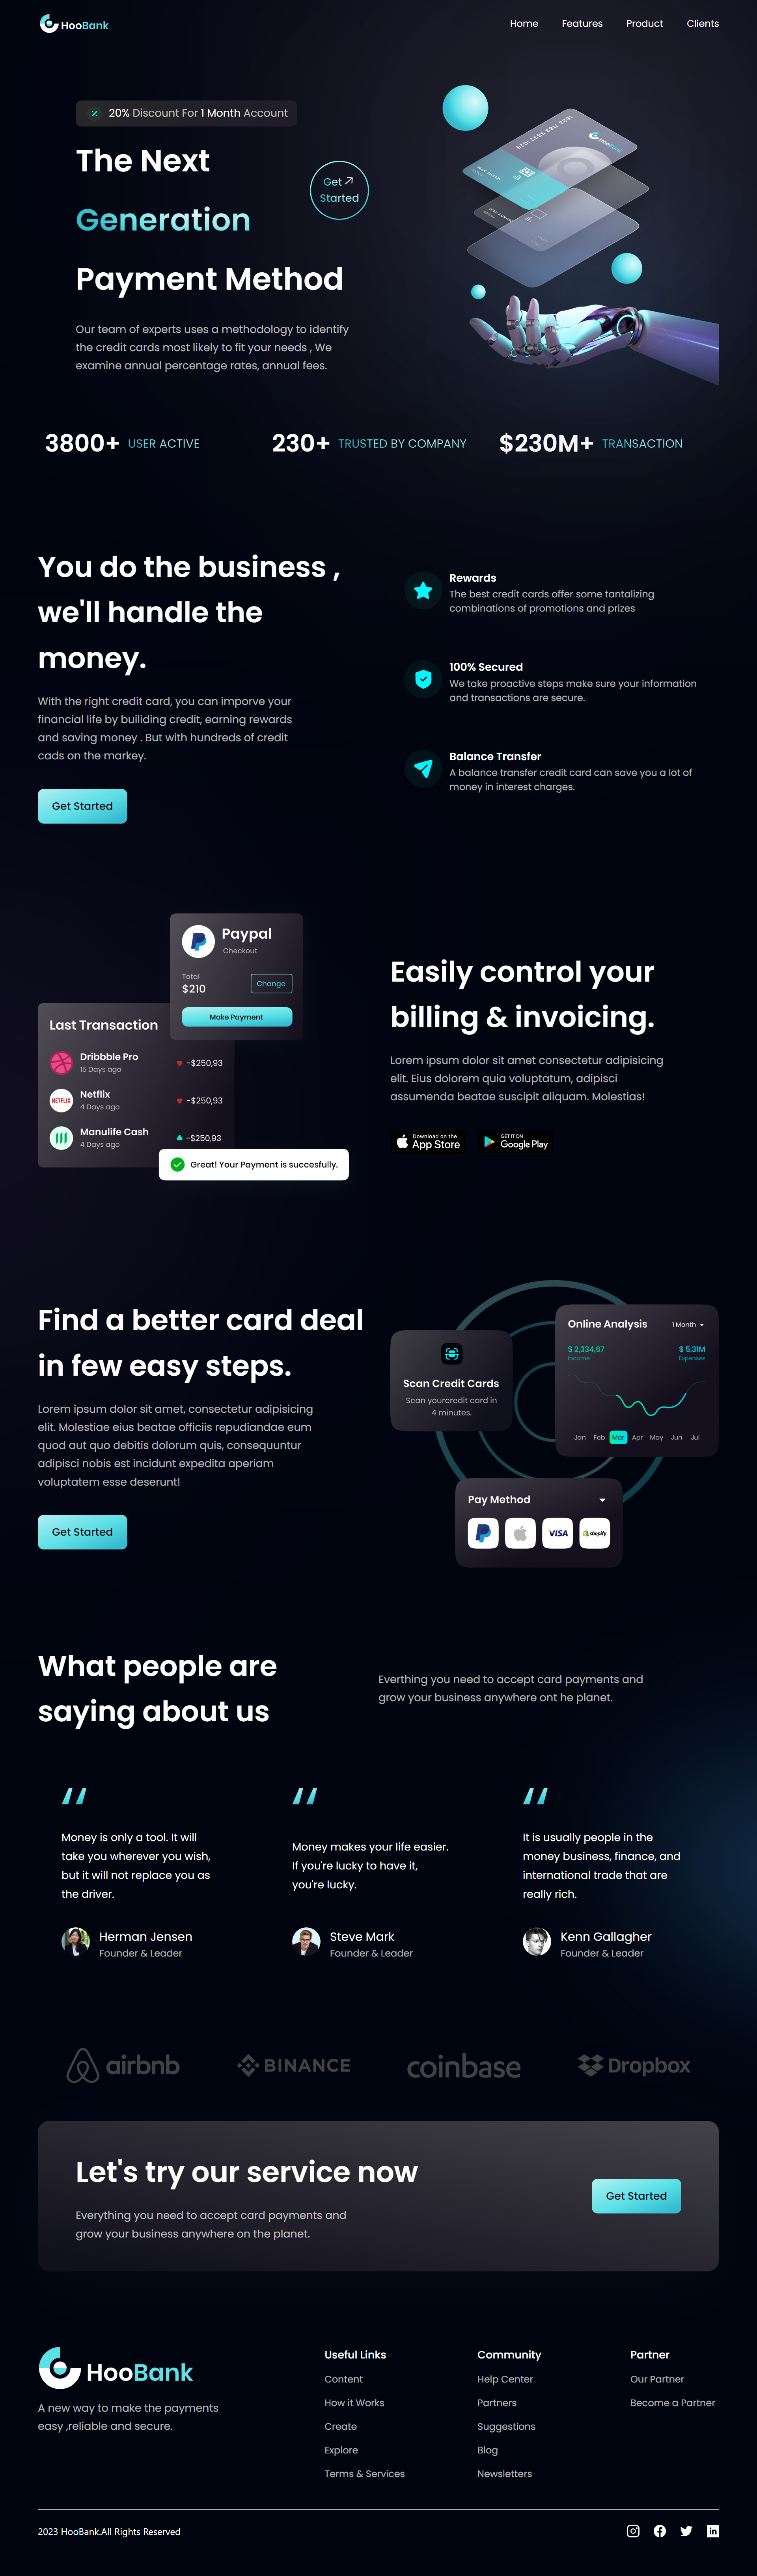 HooBank
Home Features Product Clients
20% Discount For 1 Month Account
The Next
Generation
Payment Method
Get
Started
Our team of experts uses a methodology to identify
the credit cards most likely to fit your needs , We
examine annual percentage rates, annual fees.
HooBank
3800+ USER ACTIVE
230+ TRUSTED BY COMPANY
$230M+ TRANSACTION
You do the business ,
we'll handle the
money.
With the right credit card, you can imporve your
financial life by builiding credit, earning rewards
and saving money . But with hundreds of credit
cads on the markey.
Get Started
Rewards
The best credit cards offer some tantalizing
combinations of promotions and prizes
100% Secured
We take proactive steps make sure your information
and transactions are secure.
Balance Transfer
A balance transfer credit card can save you a lot of
money in interest charges.
Paypal
Checkout
Total
$210
Change
Make Payment
Last Transaction
Dribbble Pro
15 Days ago
-$250,93
NETFLIX
Netflix
4 Days ago
-$250,93
Manulife Cash
4 Days ago
-$250,93
Great! Your Payment is succesfully.
Easily control your
billing & invoicing.
Lorem ipsum dolor sit amet consectetur adipisicing
elit. Eius dolorem quia voluptatum, adipisci
assumenda beatae suscipit aliquam. Molestias!
Download on the
App Store
GET IT ON
Google Play
Find a better card deal
in few easy steps.
Lorem ipsum dolor sit amet, consectetur adipisicing
elit. Molestiae eius beatae officiis repudiandae eum
quod aut quo debitis dolorum quis, consequuntur
adipisci nobis est incidunt expedita aperiam
voluptatem esse deserunt!
Get Started
Scan Credit Cards
Scan yourcredit card in
4 minutes.
Online Analysis
1 Month
$ 2,334,67
Income
$ 5.31M
Expenses
Jan Feb Mar Apr May Jun Jul
Pay Method
VISA
shopify
What people are
saying about us
Everthing you need to accept card payments and
grow your business anywhere ont he planet.
Money is only a tool. It will
take you wherever you wish,
but it will not replace you as
the driver.
Herman Jensen
Founder & Leader
Money makes your life easier.
If you're lucky to have it,
you're lucky.
Steve Mark
Founder & Leader
It is usually people in the
money business, finance, and
international trade that are
really rich.
Kenn Gallagher
Founder & Leader
airbnb
BINANCE
coinbase
Dropbox
Let's try our service now
Everything you need to accept card payments and
grow your business anywhere on the planet.
Get Started
HooBank
A new way to make the payments
easy ,reliable and secure.
Useful Links
Content
How it Works
Create
Explore
Terms & Services
Community
Help Center
Partners
Suggestions
Blog
Newsletters
Partner
Our Partner
Become a Partner
2023 HooBank.All Rights Reserved
in